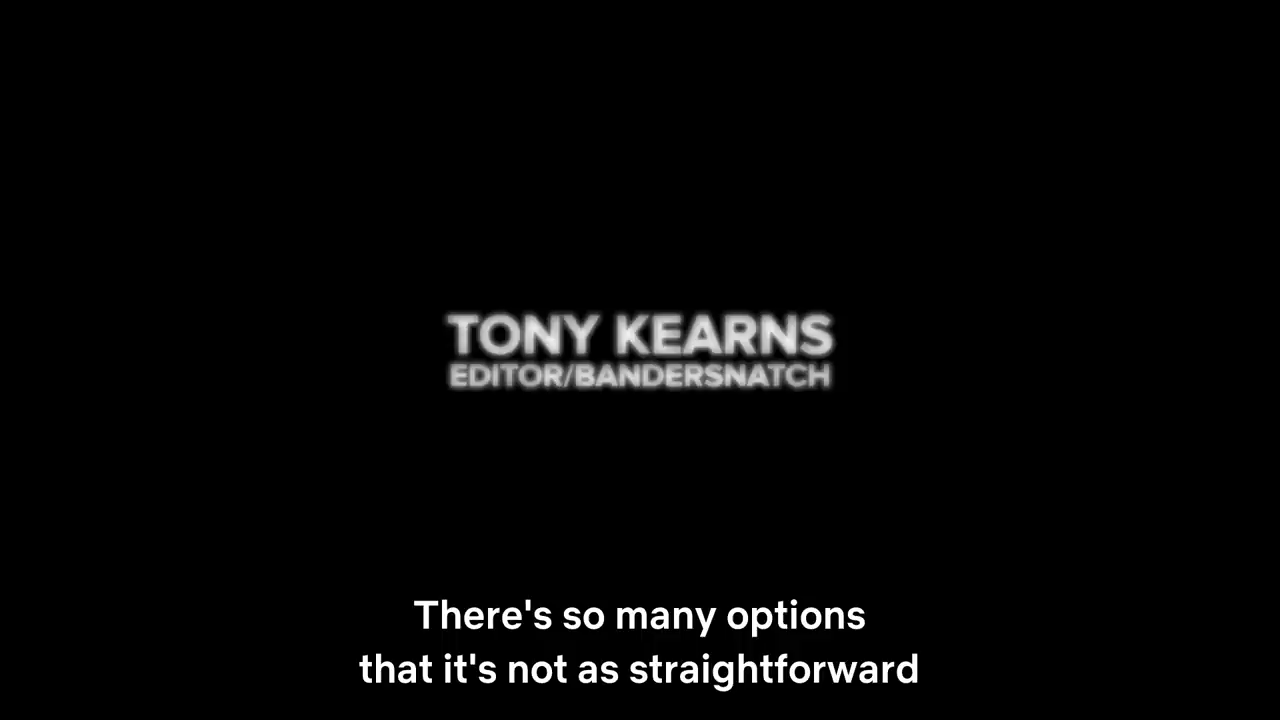 TONY KEARNS
EDITOR/BANDERSNATCH
There's so many options
that it's not as straightforward